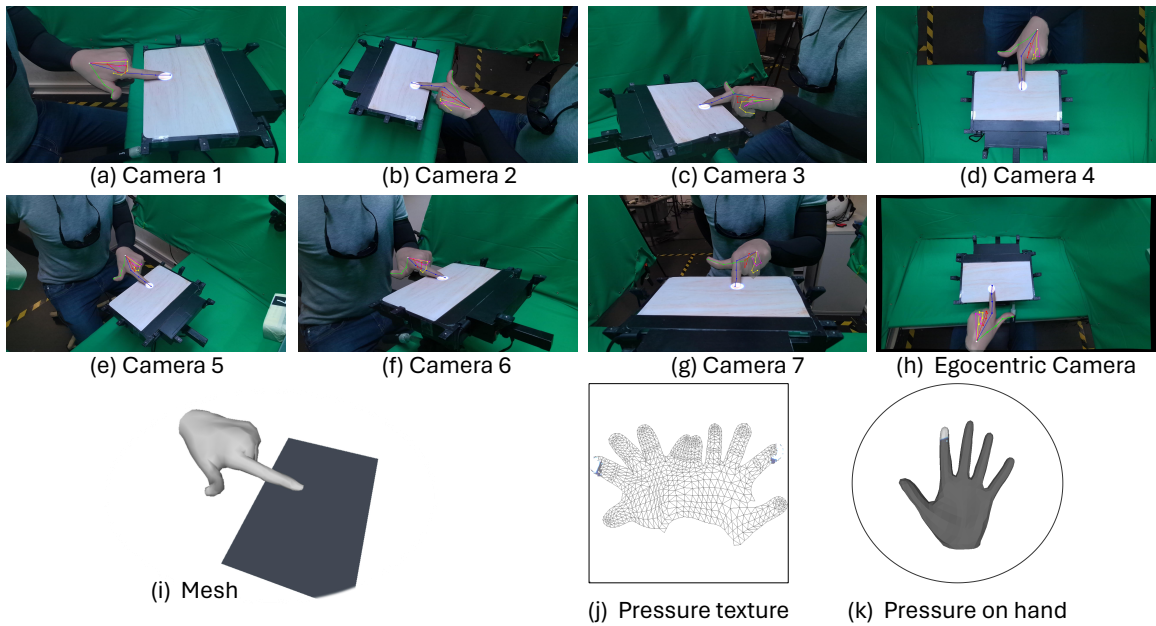 (a) Camera 1
(b) Camera 2
(c) Camera 3
(d) Camera 4
(e) Camera 5
(f) Camera 6
(g) Camera 7
(h) Egocentric Camera
(i) Mesh
(j) Pressure texture
(k) Pressure on hand